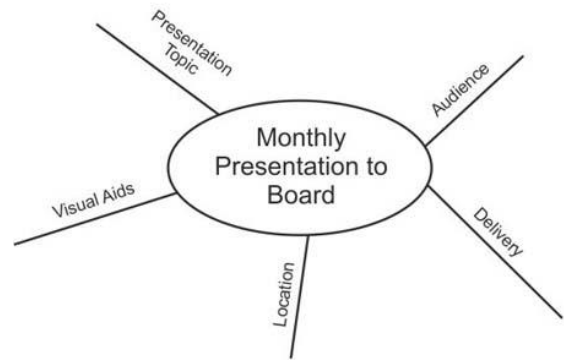 Presentation
Topic
Audience
Monthly
Presentation to
Board
Visual Aids
Delivery
Location